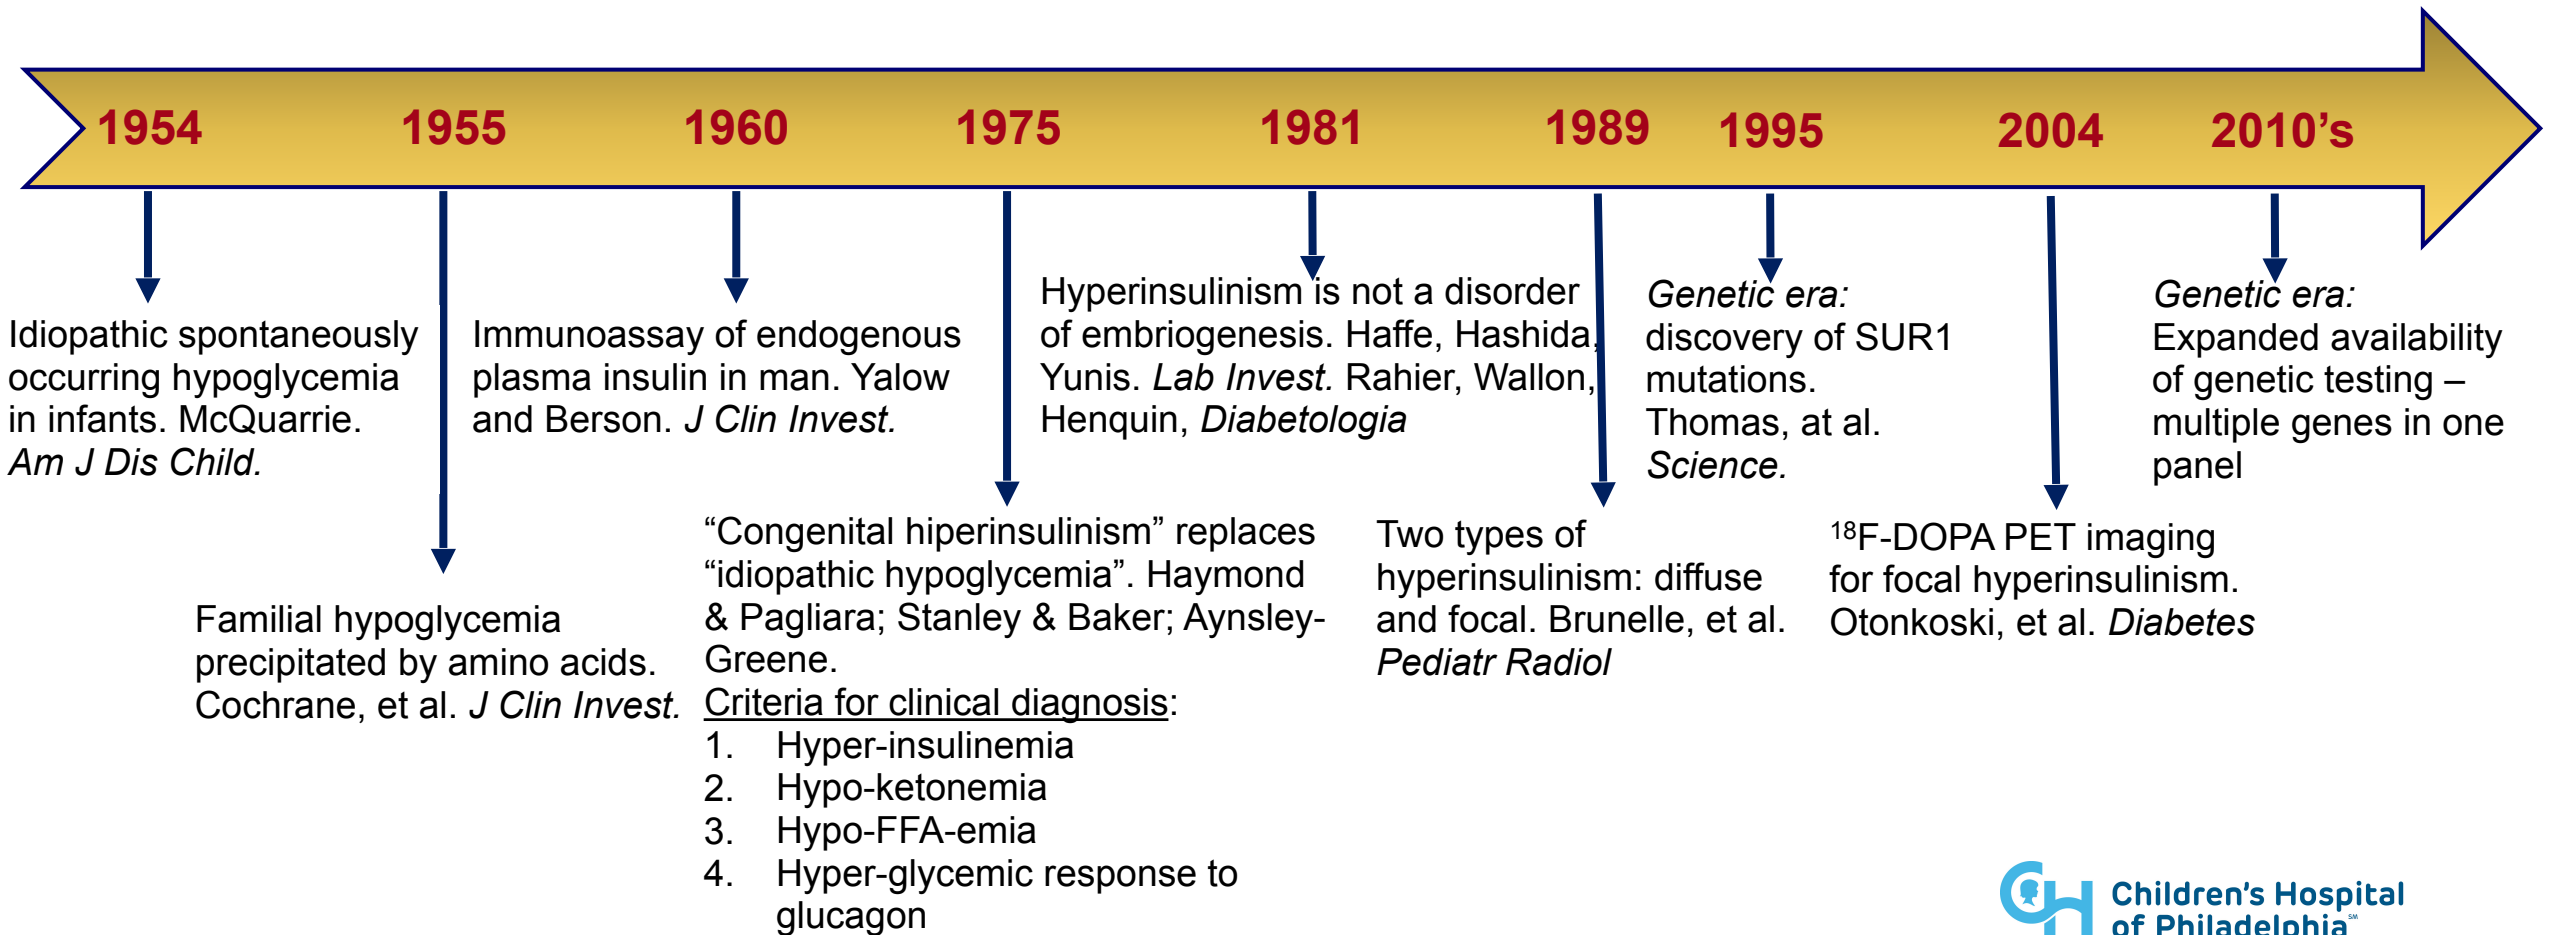 1954 1955 1960 1975 1981 1989 1995 2004 2010’s
Idiopathic spontaneously
occurring hypoglycemia
in infants. McQuarrie.
Am J Dis Child.
Familial hypoglycemia
precipitated by amino acids.
Cochrane, et al. J Clin Invest.
Immunoassay of endogenous
plasma insulin in man. Yalow
and Berson. J Clin Invest.
“Congenital hiperinsulinism” replaces
“idiopathic hypoglycemia”. Haymond
& Pagliara; Stanley & Baker; Aynsley-
Greene.
Criteria for clinical diagnosis:
1. Hyper-insulinemia
2. Hypo-ketonemia
3. Hypo-FFA-emia
4. Hyper-glycemic response to
glucagon
Hyperinsulinism is not a disorder
of embriogenesis. Haffe, Hashida,
Yunis. Lab Invest. Rahier, Wallon,
Henquin, Diabetologia
Two types of
hyperinsulinism: diffuse
and focal. Brunelle, et al.
Pediatr Radiol
Genetic era:
discovery of SUR1
mutations.
Thomas, at al.
Science.
18F-DOPA PET imaging
for focal hyperinsulinism.
Otonkoski, et al. Diabetes
Genetic era:
Expanded availability
of genetic testing –
multiple genes in one
panel
Children’s Hospital
of Philadelphia℠